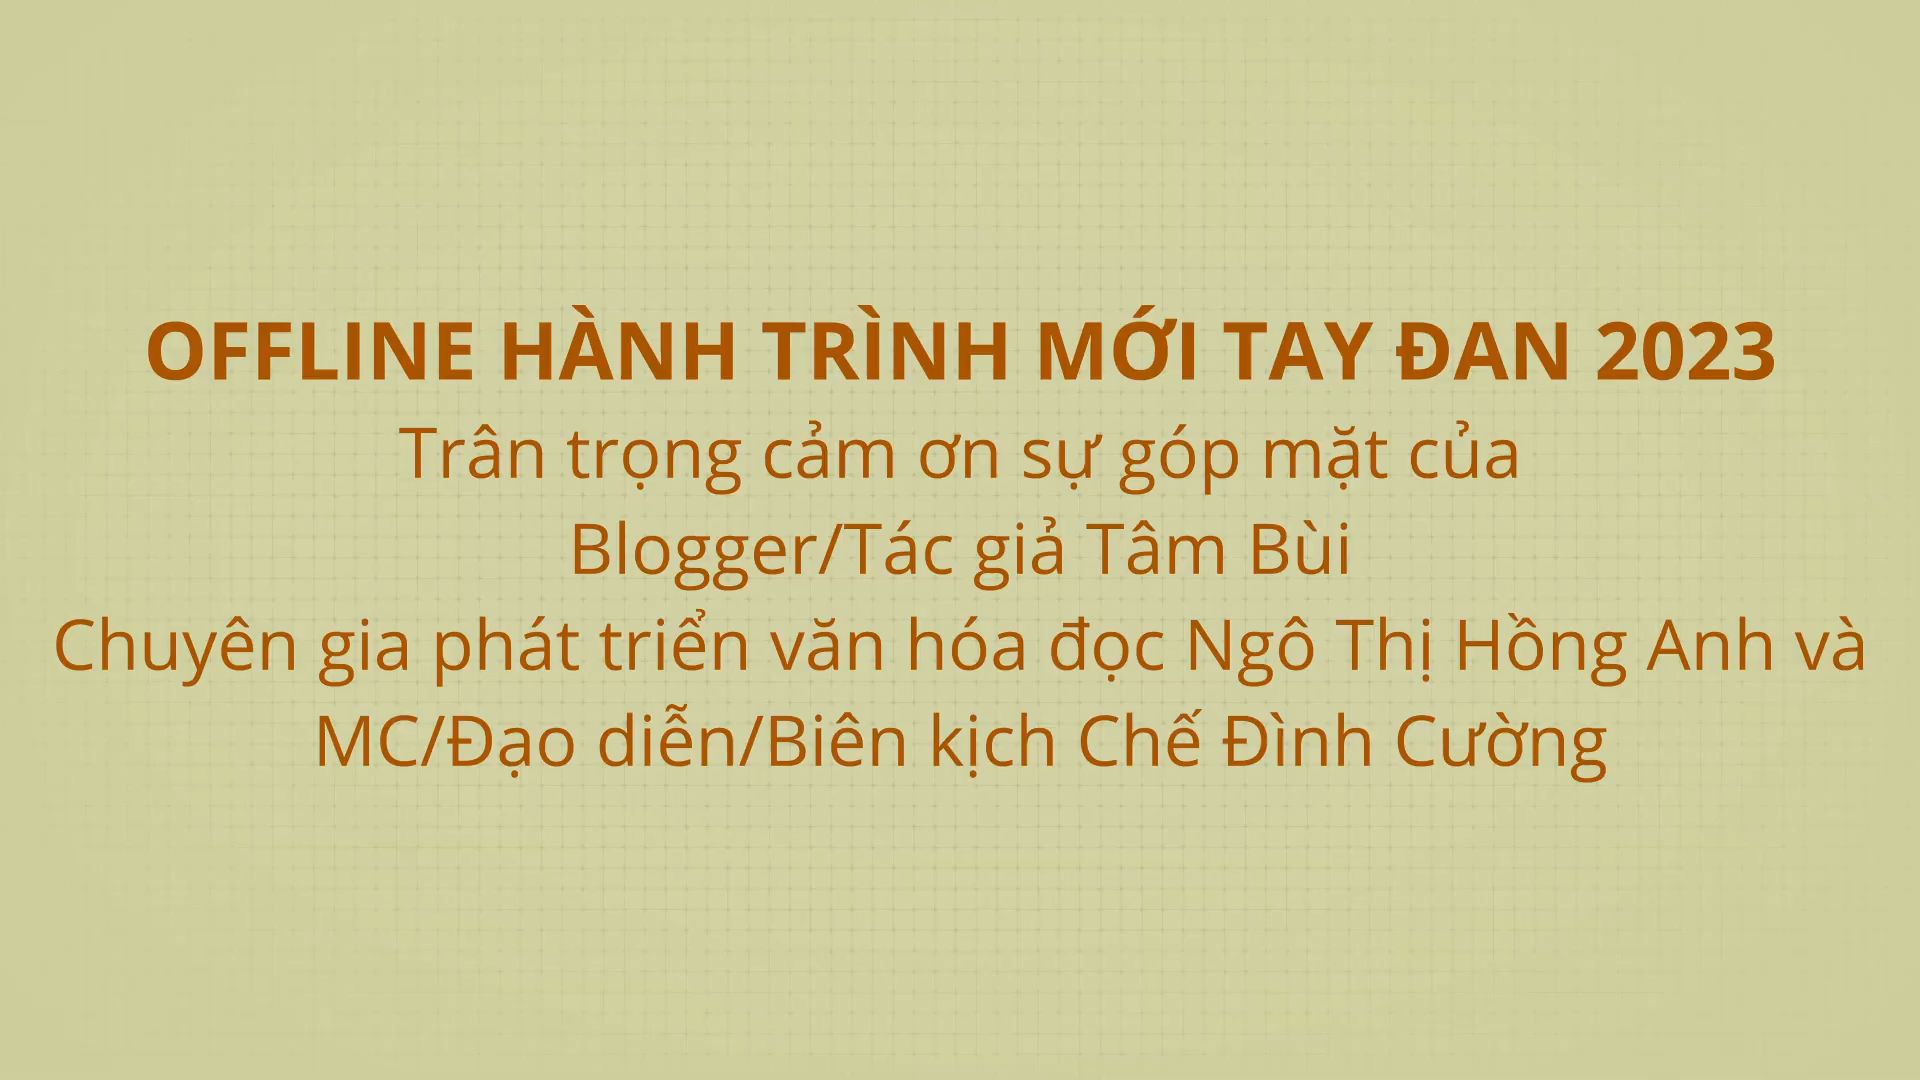 OFFLINE HÀNH TRÌNH MỚI TAY ĐAN 2023
Trân trọng cảm ơn sự góp mặt của
Blogger/Tác giả Tâm Bùi
Chuyên gia phát triển văn hóa đọc Ngô Thị Hồng Anh và
MC/Đạo diễn/Biên kịch Chế Đình Cường